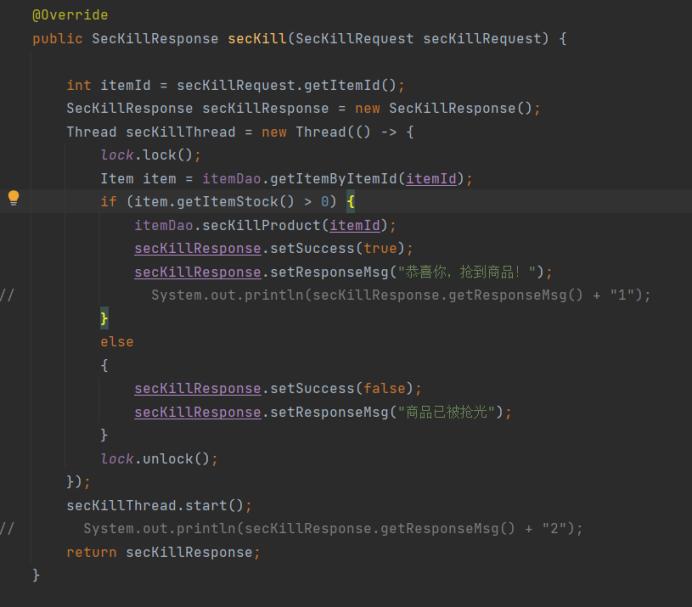 @Override
public SecKillResponse secKill(SecKillRequest secKillRequest) {
int itemId = secKillRequest.getItemId();
SecKillResponse secKillResponse = new SecKillResponse();
Thread secKillThread = new Thread(() -> {
lock.lock();
Item item = itemDao.getItemByItemId(itemId);
if (item.getItemStock() > 0) {
itemDao.secKillProduct(itemId);
secKillResponse.setSuccess(true);
secKillResponse.setResponseMsg("恭喜你，抢到商品！");
// System.out.println(secKillResponse.getResponseMsg() + "1");
}
else
{
secKillResponse.setSuccess(false);
secKillResponse.setResponseMsg("商品已被抢光");
}
lock.unlock();
});
secKillThread.start();
// System.out.println(secKillResponse.getResponseMsg() + "2");
return secKillResponse;
}